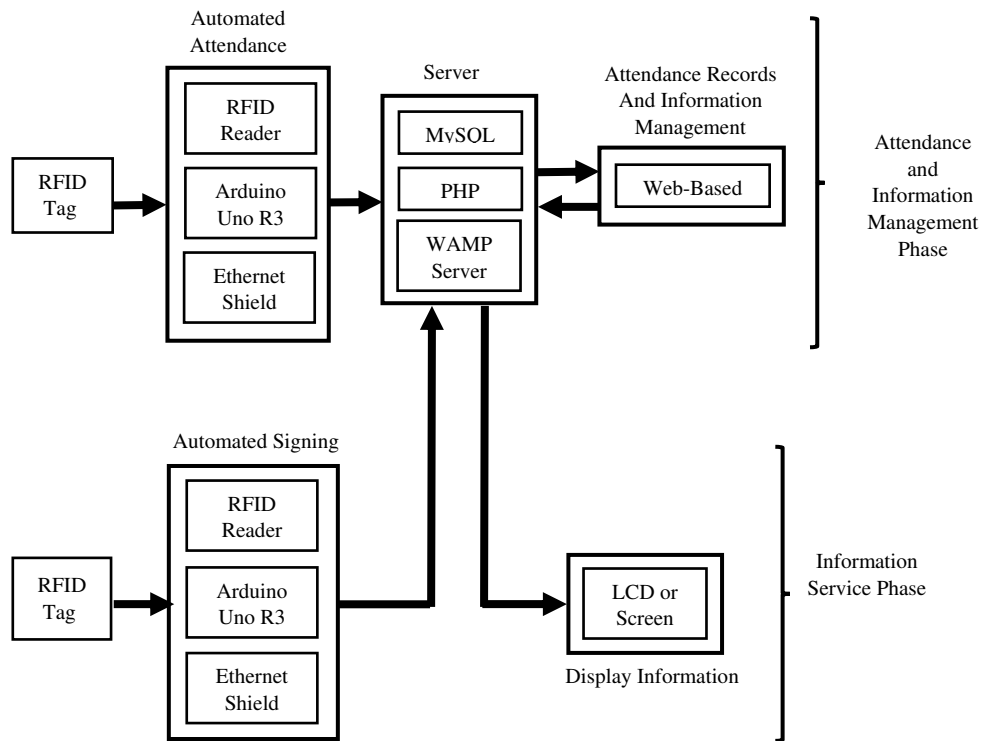 Automated
Attendance
RFID
Reader
Arduino
Uno R3
Ethernet
Shield
RFID
Tag
Server
MySQL
PHP
WAMP
Server
Attendance Records
And Information
Management
Web-Based
Attendance
and
Information
Management
Phase
Automated Signing
RFID
Reader
Arduino
Uno R3
Ethernet
Shield
RFID
Tag
LCD or
Screen
Display Information
Information
Service Phase